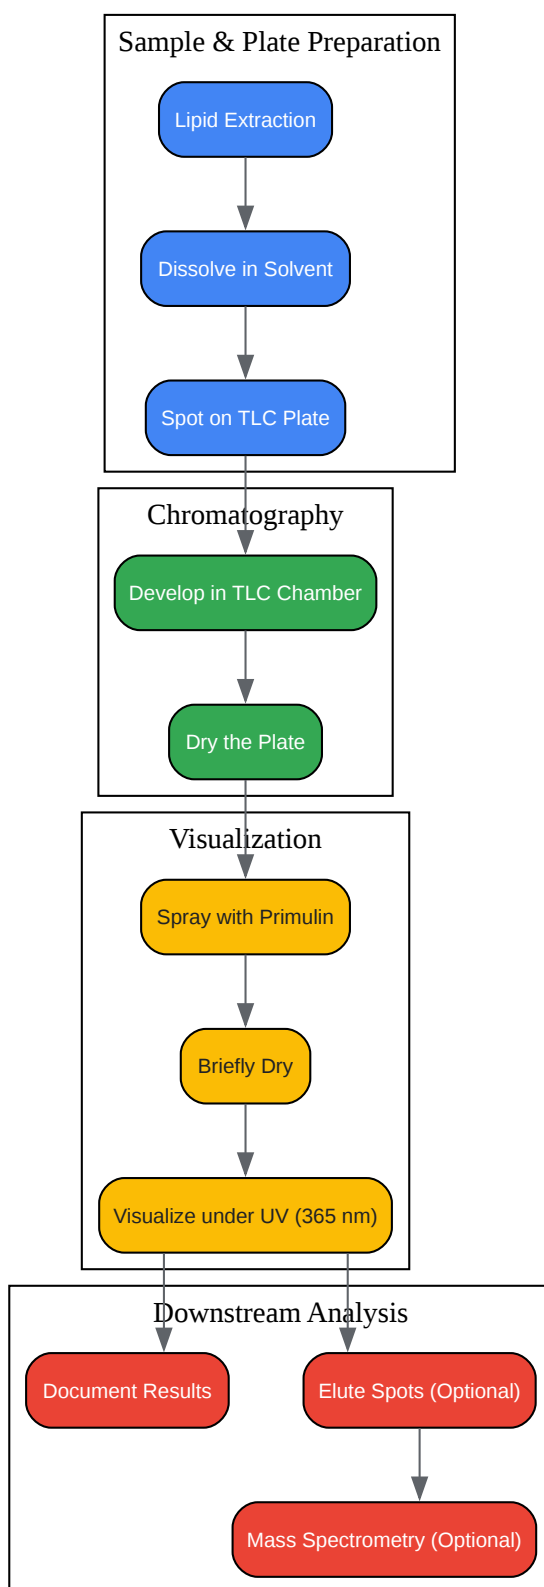 Sample & Plate Preparation
Lipid Extraction
Dissolve in Solvent
Spot on TLC Plate
Chromatography
Develop in TLC Chamber
Dry the Plate
Visualization
Spray with Primulin
Briefly Dry
Visualize under UV (365 nm)
Downstream Analysis
Document Results
Elute Spots (Optional)
Mass Spectrometry (Optional)